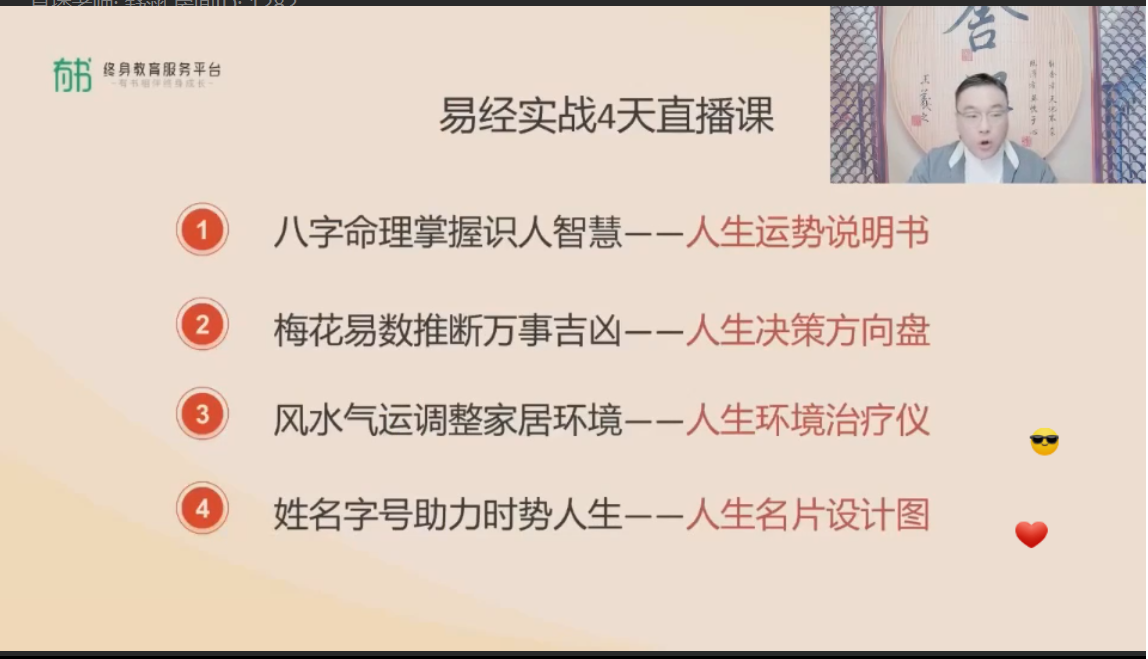 有书
终身教育服务平台
易经实战4天直播课
1 八字命理掌握识人智慧——人生运势说明书
2 梅花易数推断万事吉凶——人生决策方向盘
3 风水气运调整家居环境——人生环境治疗仪
4 姓名字号助力时势人生——人生名片设计图